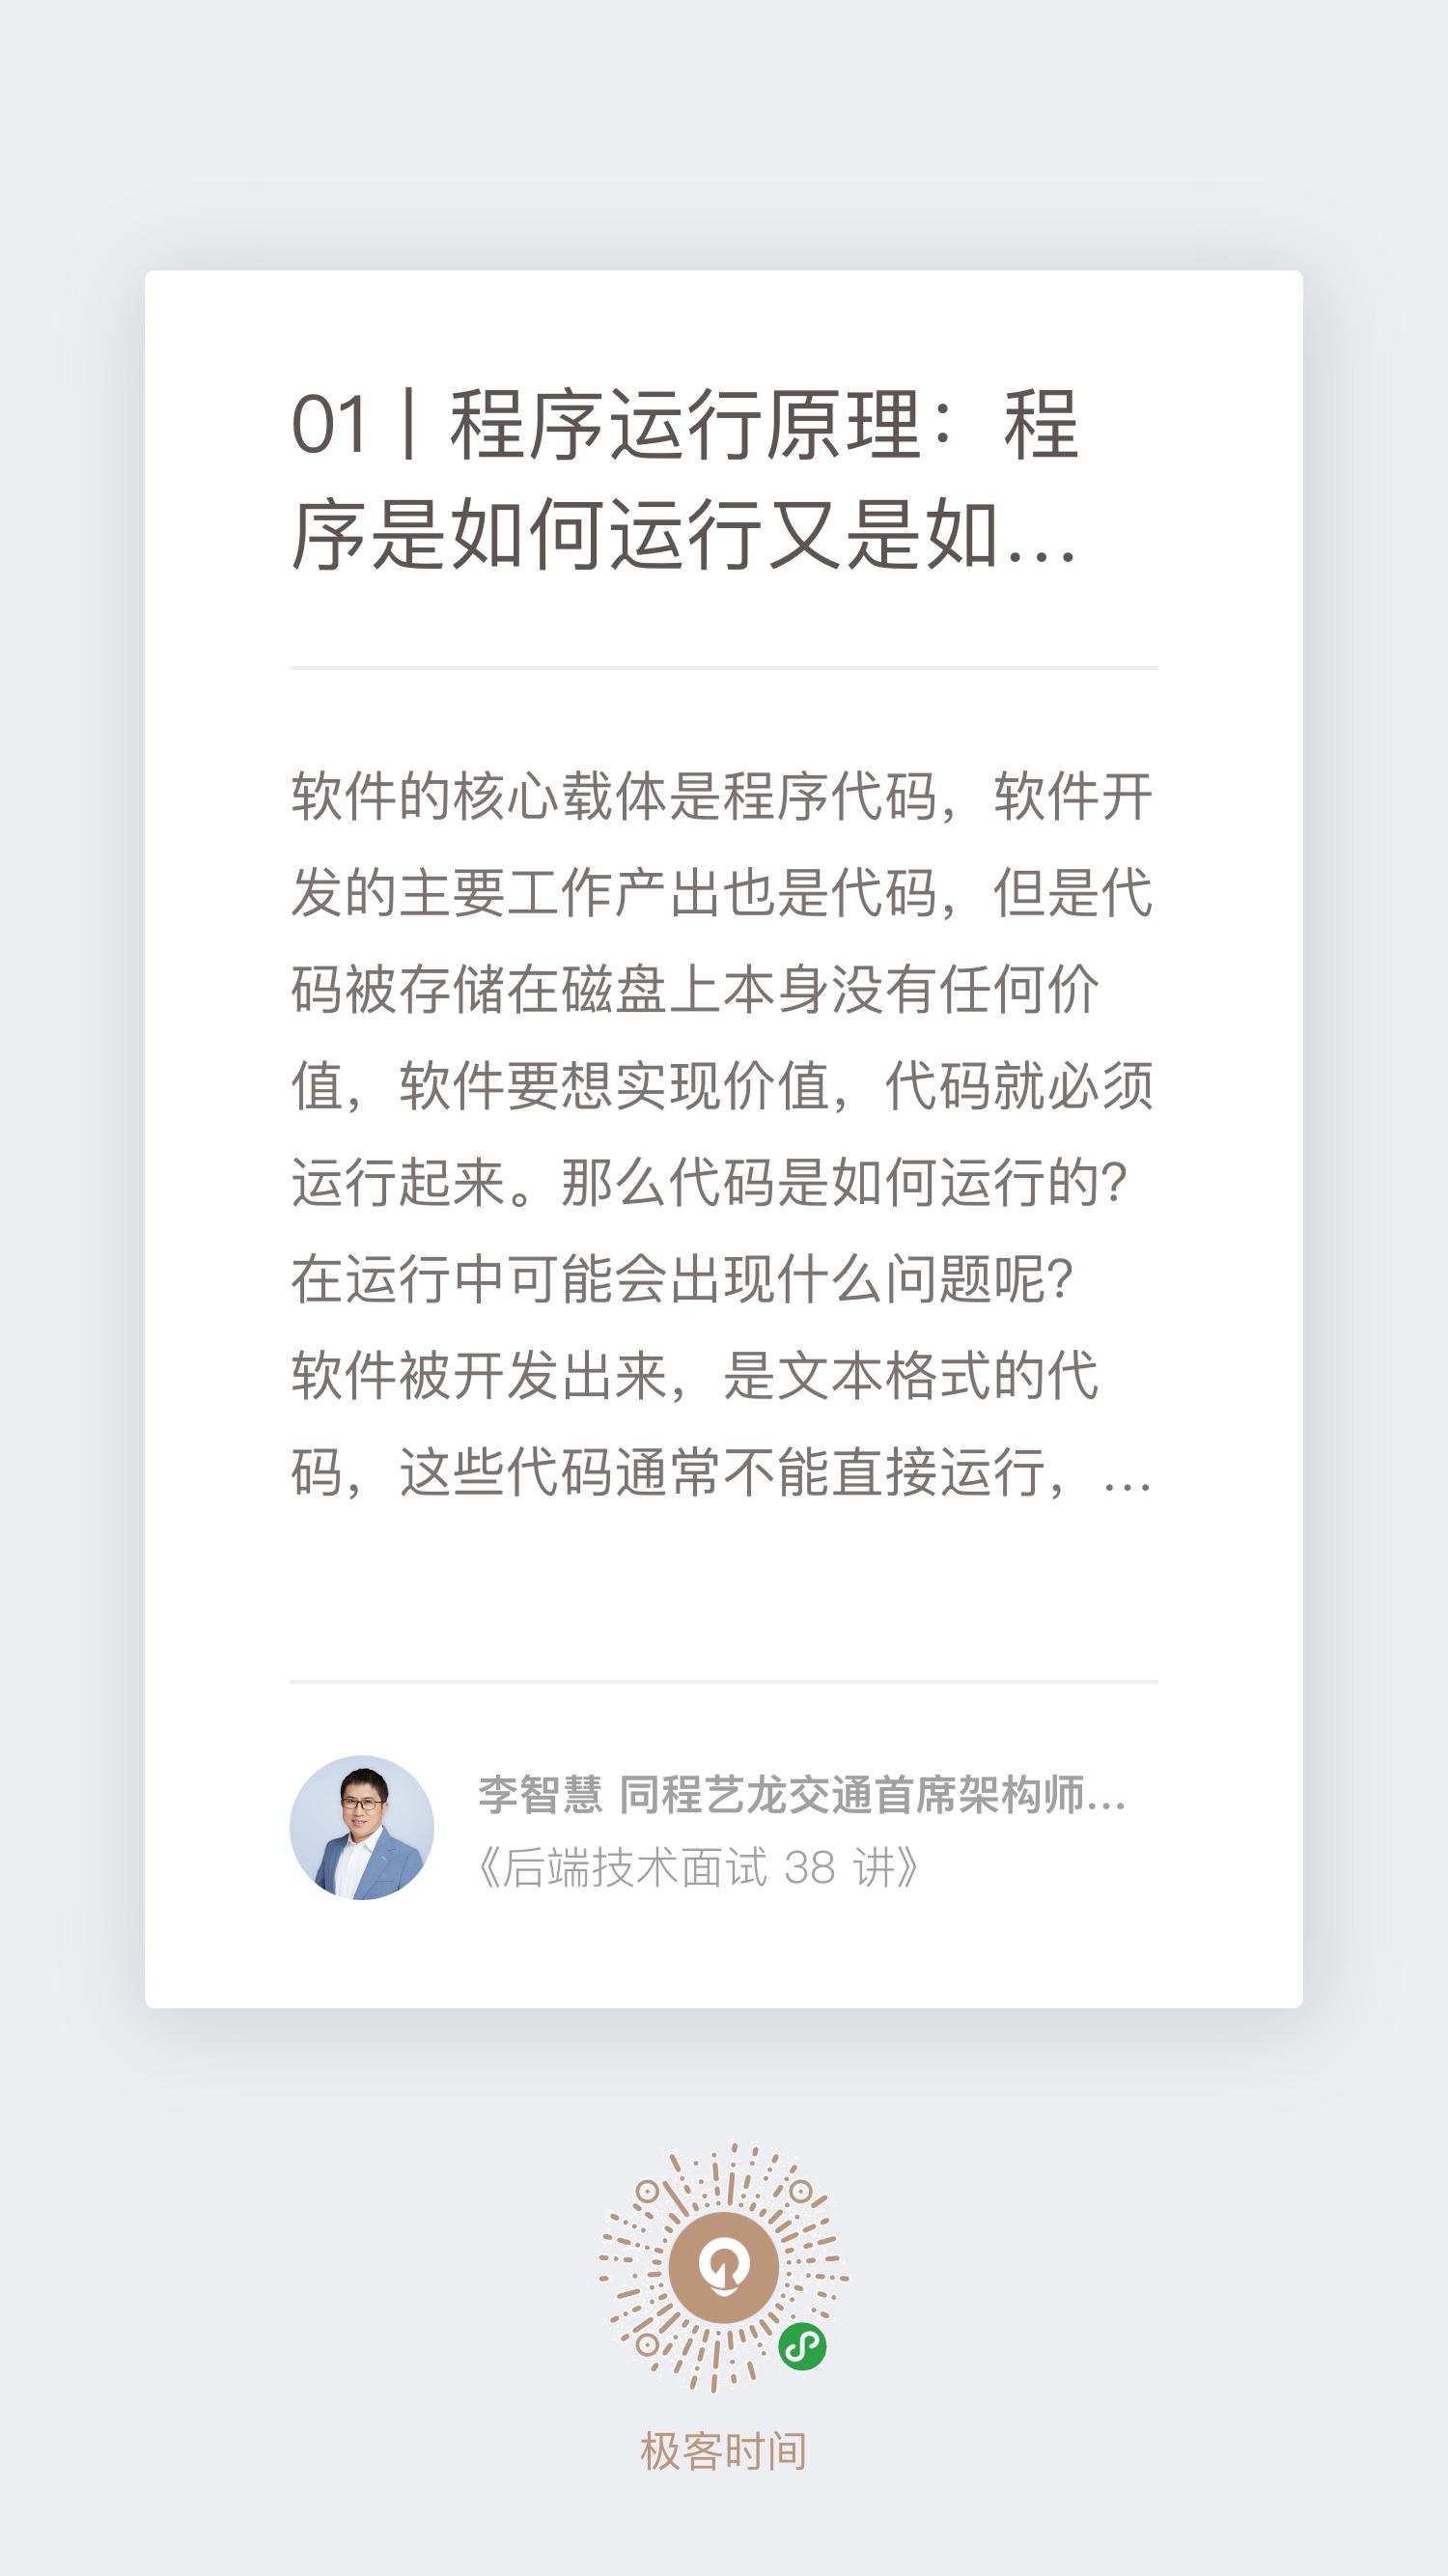 01 | 程序运行原理：程
序是如何运行又是如...
软件的核心载体是程序代码，软件开
发的主要工作产出也是代码，但是代
码被存储在磁盘上本身没有任何价
值，软件要想实现价值，代码就必须
运行起来。那么代码是如何运行的？
在运行中可能会出现什么问题呢？
软件被开发出来，是文本格式的代
码，这些代码通常不能直接运行，...
李智慧 同程艺龙交通首席架构师...
《后端技术面试 38 讲》
极客时间